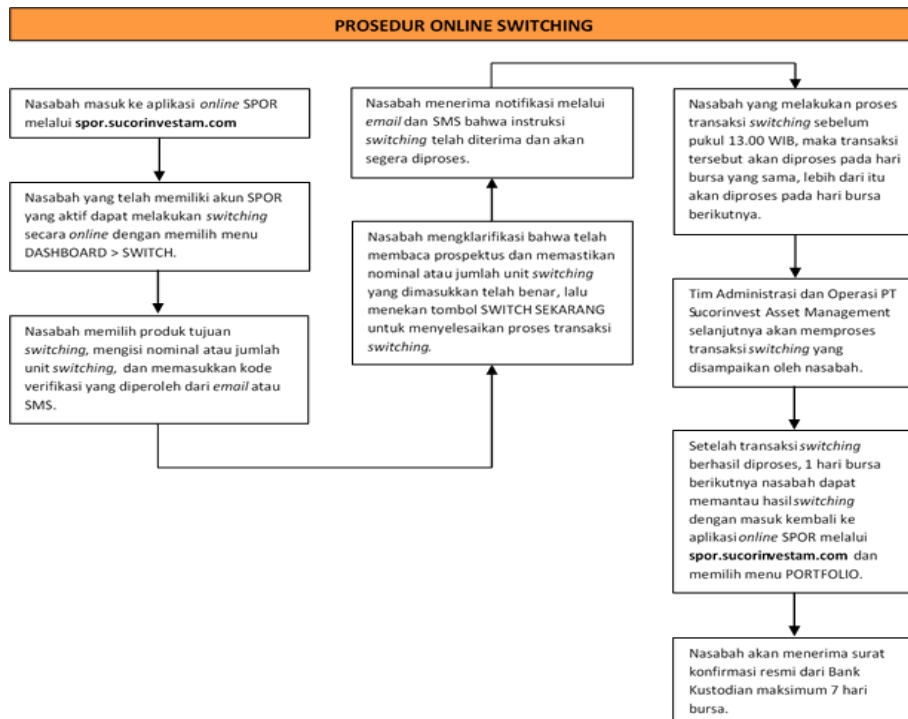 PROSEDUR ONLINE SWITCHING
Nasabah masuk ke aplikasi online SPOR
melalui spor.sucorinvestam.com
Nasabah yang telah memiliki akun SPOR
yang aktif dapat melakukan switching
secara online dengan memilih menu
DASHBOARD > SWITCH.
Nasabah memilih produk tujuan
switching, mengisi nominal atau jumlah
unit switching, dan memasukkan kode
verifikasi yang diperoleh dari email atau
SMS.
Nasabah mengklarifikasi bahwa telah
membaca prospektus dan memastikan
nominal atau jumlah unit switching
yang dimasukkan telah benar, lalu
menekan tombol SWITCH SEKARANG
untuk menyelesaikan proses transaksi
switching.
Nasabah menerima notifikasi melalui
email dan SMS bahwa instruksi
switching telah diterima dan akan
segera diproses.
Nasabah yang melakukan proses
transaksi switching sebelum
pukul 13.00 WIB, maka transaksi
tersebut akan diproses pada hari
bursa yang sama, lebih dari itu
akan diproses pada hari bursa
berikutnya.
Tim Administrasi dan Operasi PT
Sucorinvest Asset Management
selanjutnya akan memproses
transaksi switching yang
disampaikan oleh nasabah.
Setelah transaksi switching
berhasil diproses, 1 hari bursa
berikutnya nasabah dapat
memantau hasil switching
dengan masuk kembali ke
aplikasi online SPOR melalui
spor.sucorinvestam.com dan
memilih menu PORTFOLIO.
Nasabah akan menerima surat
konfirmasi resmi dari Bank
Kustodian maksimum 7 hari
bursa.